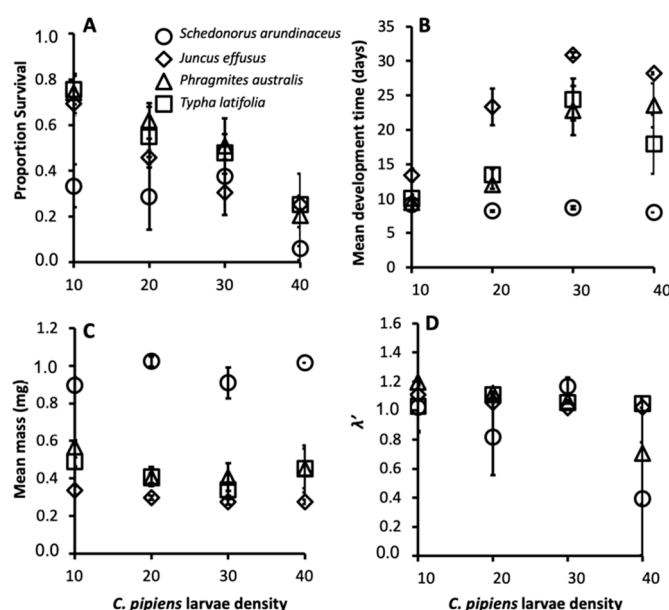 A
Schedonorus arundinaceus
Juncus effusus
Phragmites australis
Typha latifolia
Proportion Survival
1.0
0.8
0.6
0.4
0.2
0.0
10 20 30 40
B
Mean development time (days)
35
30
25
20
15
10
5
0
10 20 30 40
C
Mean mass (mg)
1.2
1.0
0.8
0.6
0.4
0.2
0.0
10 20 30 40
C. pipiens larvae density
D
λ’
1.6
1.4
1.2
1.0
0.8
0.6
0.4
0.2
0.0
10 20 30 40
C. pipiens larvae density